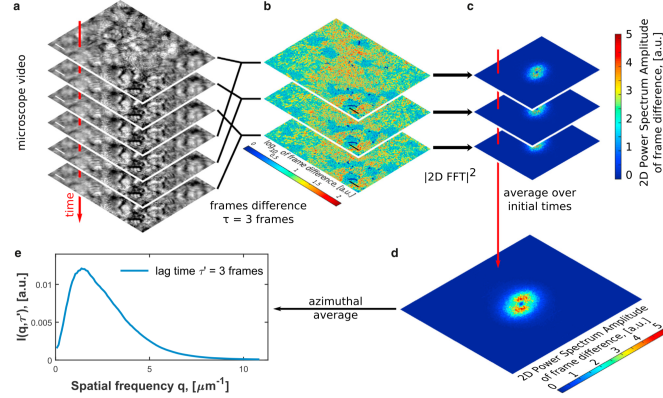 a
b
c
microscope video
time
frames difference
τ = 3 frames
log₁₀ of frame difference, [a.u.]
0
0.5
1
1.5
2
|2D FFT|²
average over
initial times
2D Power Spectrum Amplitude
of frame difference, [a.u.]
5
4
3
2
1
0
d
2D Power Spectrum Amplitude
of frame difference, [a.u.]
0
1
2
3
4
5
azimuthal
average
e
lag time τ' = 3 frames
I(q,τ'), [a.u.]
0.01
0.005
0
0
5
10
Spatial frequency q, [μm⁻¹]